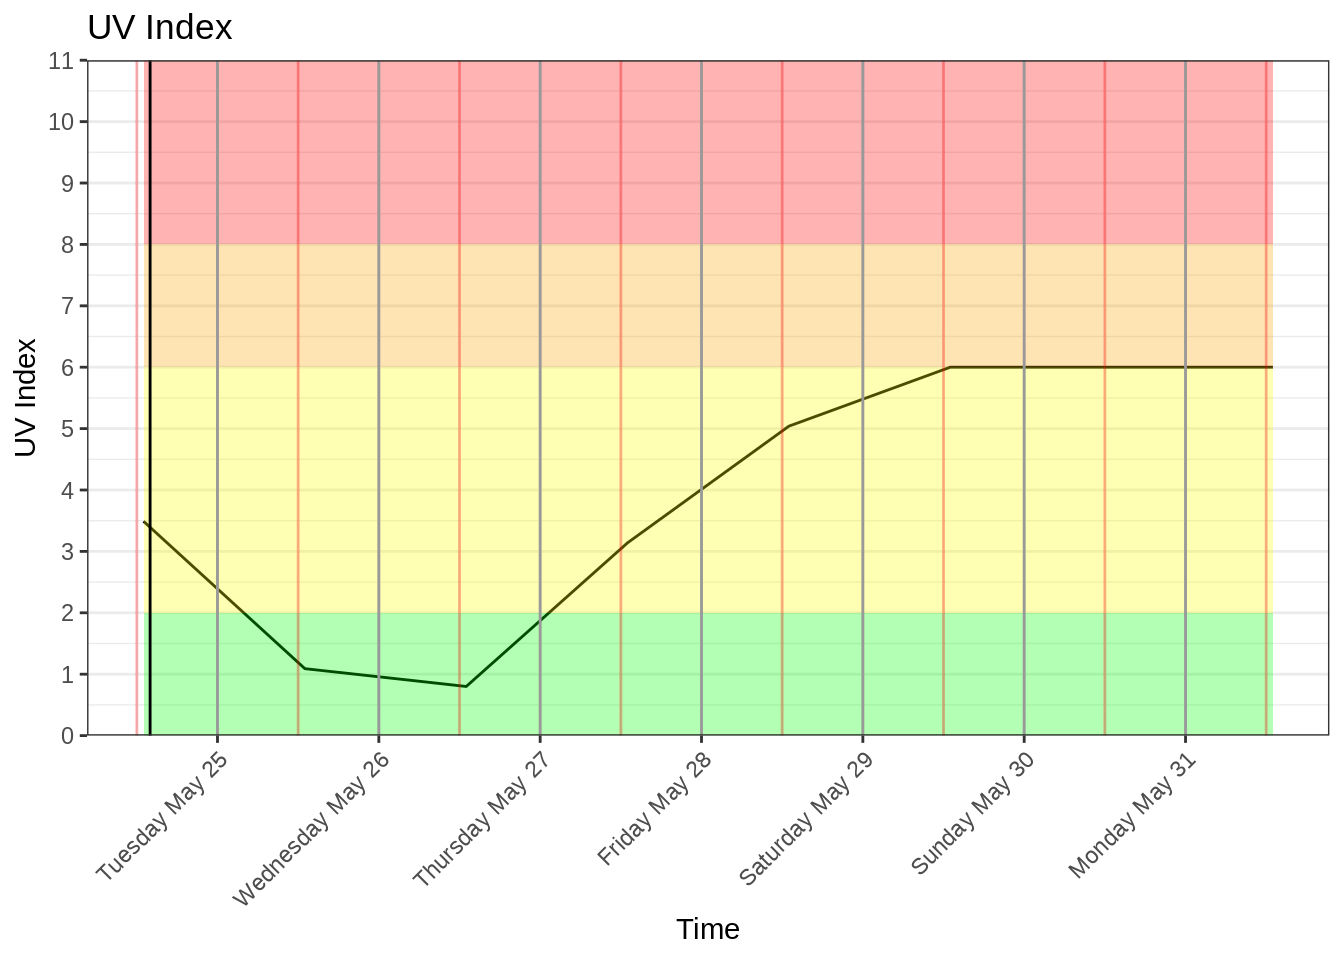 UV Index
11
10
9
8
7
6
5
4
3
2
1
0
UV Index
Tuesday May 25
Wednesday May 26
Thursday May 27
Friday May 28
Saturday May 29
Sunday May 30
Monday May 31
Time